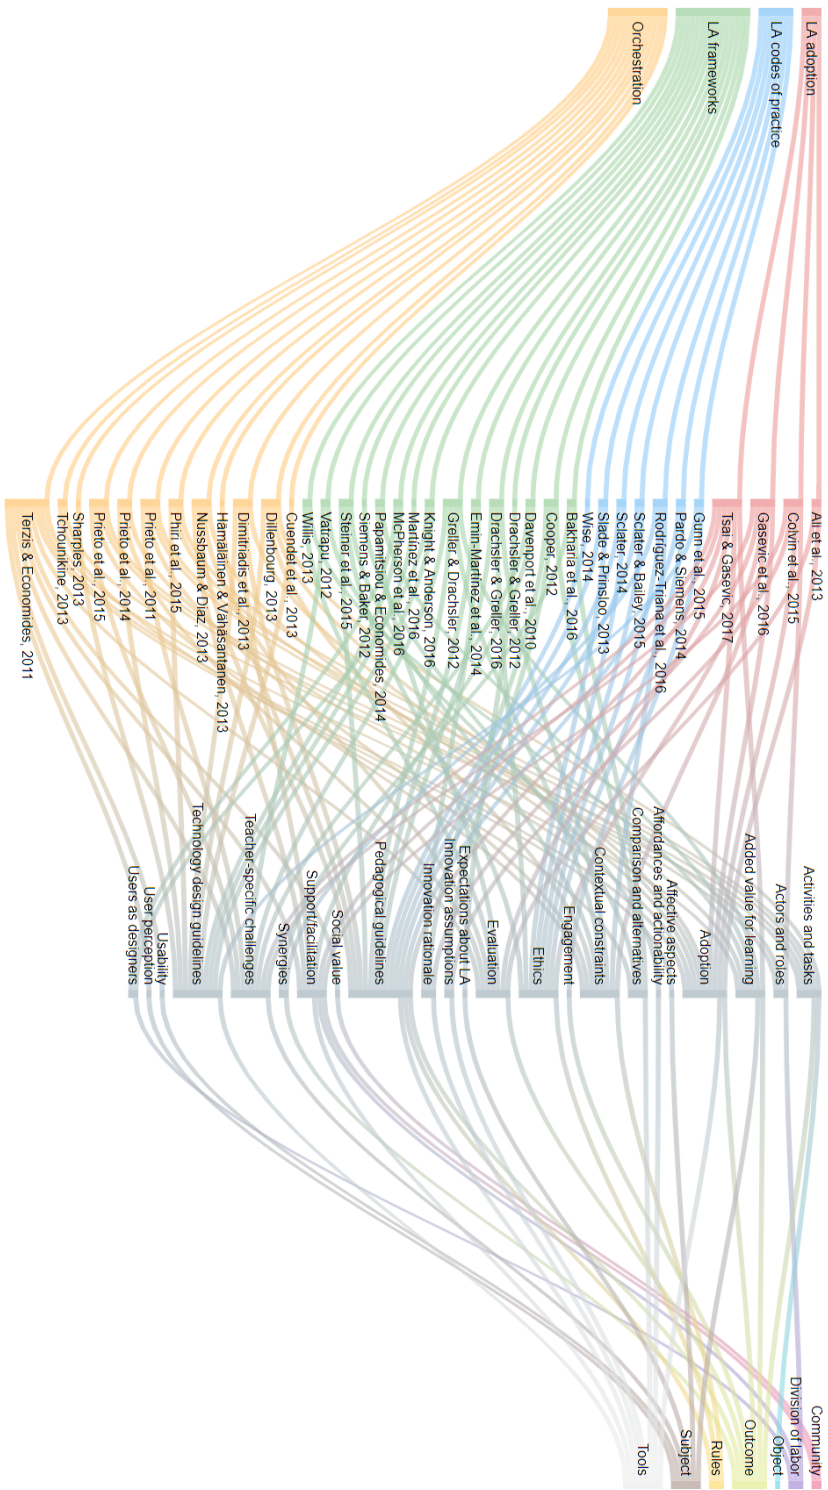 LA adoption
LA codes of practice
LA frameworks
Orchestration
Ali et al., 2013
Colvin et al., 2015
Gasevic et al., 2016
Tsai & Gasevic, 2017
Gunn et al., 2015
Pardo & Siemens, 2014
Rodríguez-Triana et al., 2016
Sclater & Bailey, 2015
Sclater, 2014
Slade & Prinsloo, 2013
Wise, 2014
Bakharia et al., 2016
Cooper, 2012
Davenport et al., 2010
Drachsler & Greller, 2012
Drachsler & Greller, 2016
Emin-Martínez et al., 2014
Greller & Drachsler, 2012
Knight & Anderson, 2016
Martinez et al., 2016
McPherson et al., 2016
Papamitsiou & Economides, 2014
Siemens & Baker, 2012
Steiner et al., 2015
Vatrapu, 2012
Willis, 2013
Cuendet et al., 2013
Dillenbourg, 2013
Dimitriadis et al., 2013
Hämäläinen & Vähäsantanen, 2013
Nussbaum & Diaz, 2013
Phiri et al., 2015
Prieto et al., 2011
Prieto et al., 2014
Prieto et al., 2015
Sharples, 2013
Tchounikine, 2013
Terzis & Economides, 2011
Activities and tasks
Actors and roles
Added value for learning
Adoption
Affective aspects
Affordances and actionability
Comparison and alternatives
Contextual constraints
Engagement
Ethics
Evaluation
Expectations about LA
Innovation assumptions
Innovation rationale
Pedagogical guidelines
Social value
Support/facilitation
Synergies
Teacher-specific challenges
Technology design guidelines
Usability
User perception
Users as designers
Community
Division of labor
Object
Outcome
Rules
Subject
Tools